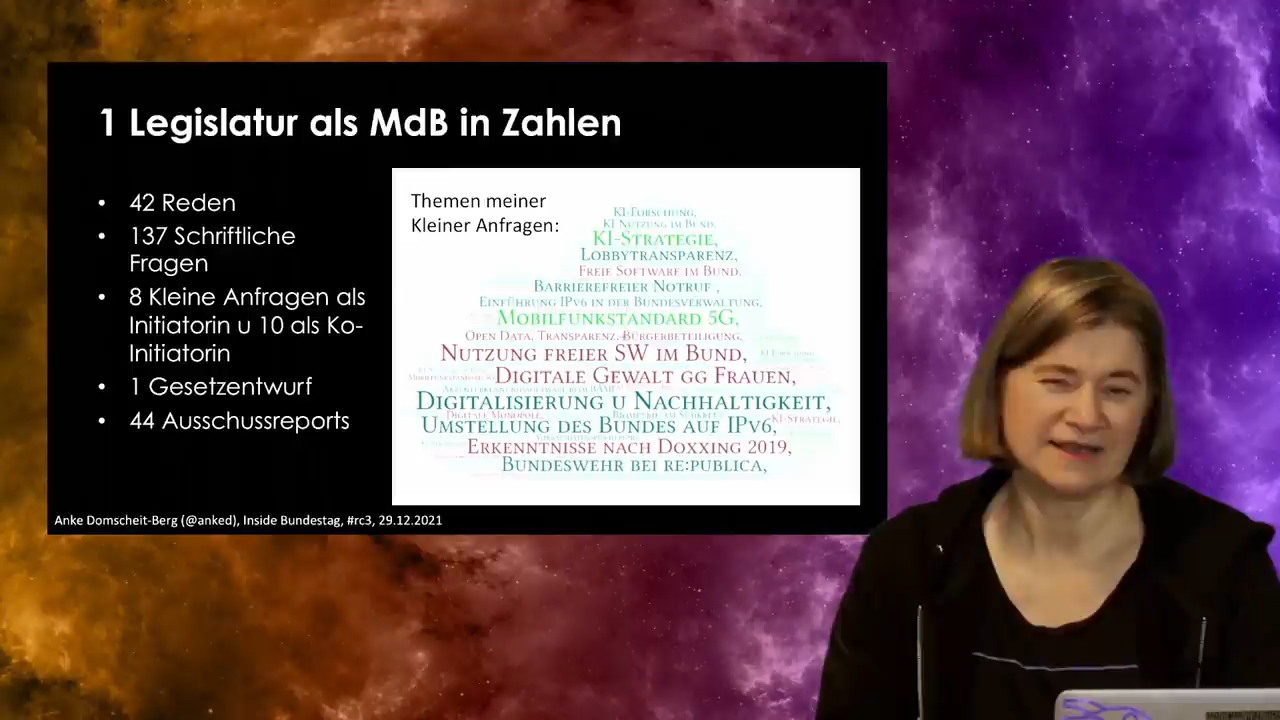 1 Legislatur als MdB in Zahlen
• 42 Reden
• 137 Schriftliche
Fragen
• 8 Kleine Anfragen als
Initiatorin u 10 als Ko-
Initiatorin
• 1 Gesetzentwurf
• 44 Ausschussreports
Themen meiner
Kleiner Anfragen:
KI-Forschung,
KI Nutzung im Bund,
KI-Strategie,
Lobbytransparenz,
Freie Software im Bund,
Barrierefreier Notruf ,
Einführung IPv6 in der Bundesverwaltung,
Mobilfunkstandard 5G,
Open Data, Transparenz, Bürgerbeteiligung,
Nutzung freier SW im Bund,
Digitale Gewalt gg Frauen,
Digitalisierung u Nachhaltigkeit,
Digitale Monopole,
KI-Strategie,
Umstellung des Bundes auf IPv6,
Erkenntnisse nach Doxxing 2019,
Bundeswehr bei re:publica,
Anke Domscheit-Berg (@anked), Inside Bundestag, #rc3, 29.12.2021